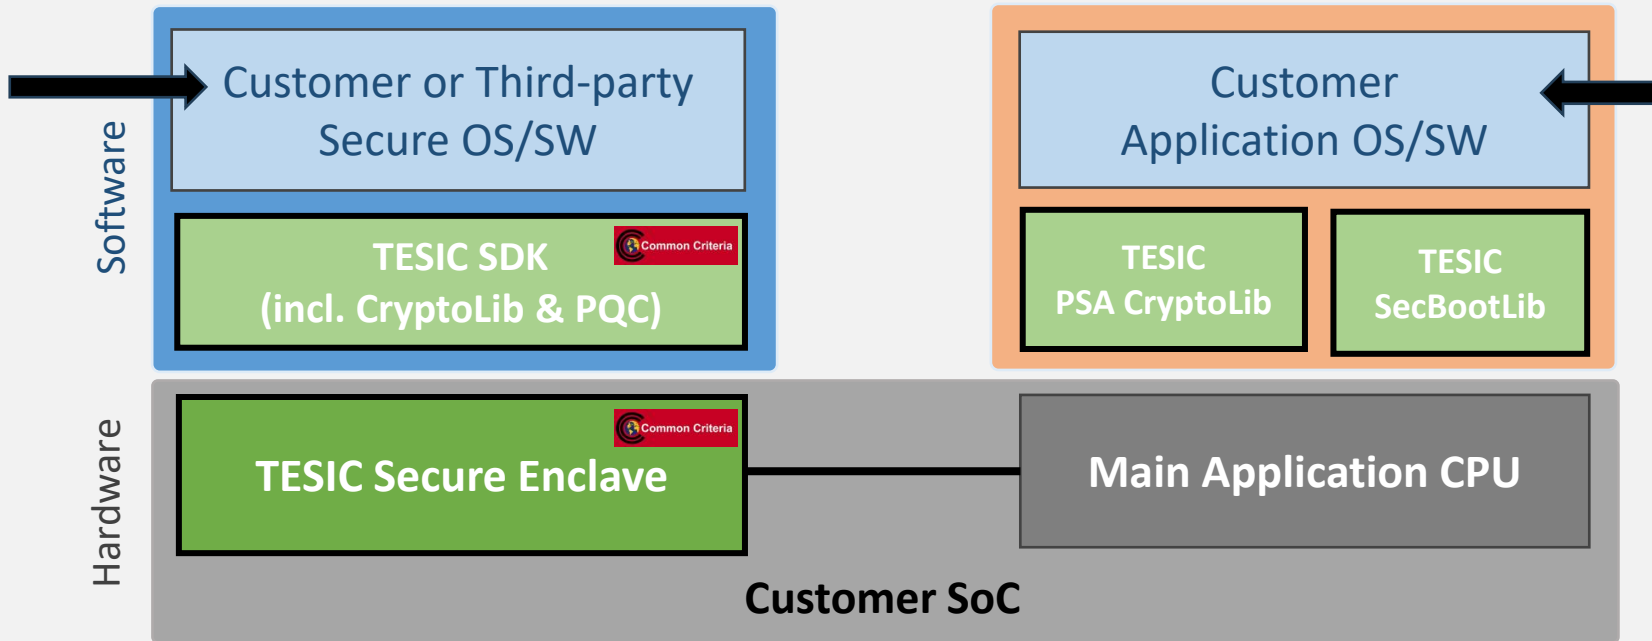 Software
Customer or Third-party
Secure OS/SW
TESIC SDK
(incl. CryptoLib & PQC)
Common Criteria
Customer
Application OS/SW
TESIC
PSA CryptoLib
TESIC
SecBootLib
Hardware
Common Criteria
TESIC Secure Enclave
Main Application CPU
Customer SoC